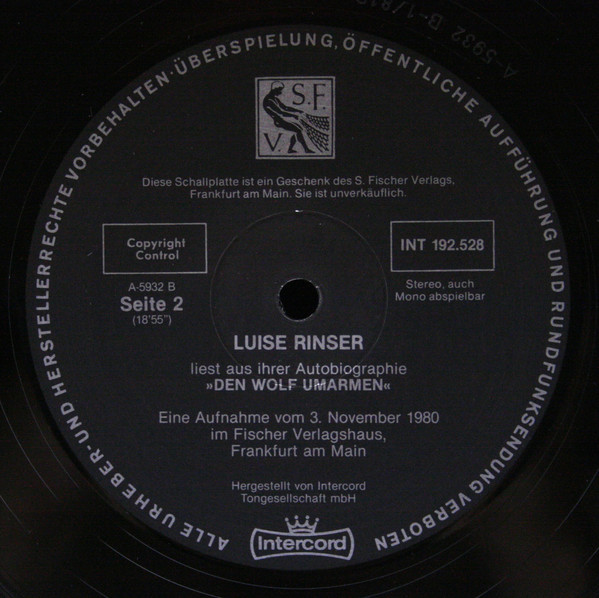 A-5932 B-1/81
ALLE URHEBER- UND HERSTELLERRECHTE VORBEHALTEN·ÜBERSPIELUNG, ÖFFENTLICHE AUFFÜHRUNG UND RUNDFUNKSENDUNG VERBOTEN
S.F.
V
Diese Schallplatte ist ein Geschenk des S. Fischer Verlags,
Frankfurt am Main. Sie ist unverkäuflich.
Copyright
Control
INT 192.528
A-5932 B
Seite 2
(18'55")
Stereo, auch
Mono abspielbar
LUISE RINSER
liest aus ihrer Autobiographie
»DEN WOLF UMARMEN«
Eine Aufnahme vom 3. November 1980
im Fischer Verlagshaus,
Frankfurt am Main
Hergestellt von Intercord
Tongesellschaft mbH
Intercord